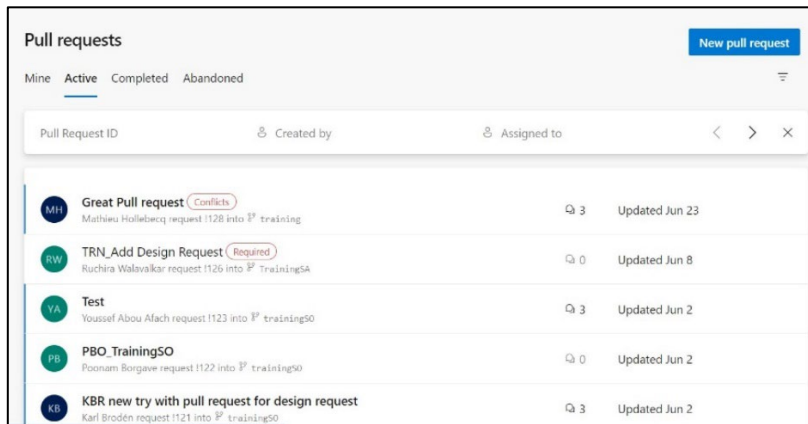 Pull requests
New pull request
Mine Active Completed Abandoned
Pull Request ID Created by Assigned to
MH Great Pull request Conflicts 3 Updated Jun 23
Mathieu Hollebecq request !128 into training
RW TRN_Add Design Request Required 0 Updated Jun 8
Ruchira Walavalkar request !126 into TrainingSA
YA Test 3 Updated Jun 2
Youssef Abou Afach request !123 into trainingSO
PB PBO_TrainingSO 0 Updated Jun 2
Poonam Borgave request !122 into trainingSO
KB KBR new try with pull request for design request 3 Updated Jun 2
Karl Brodén request !121 into trainingSO